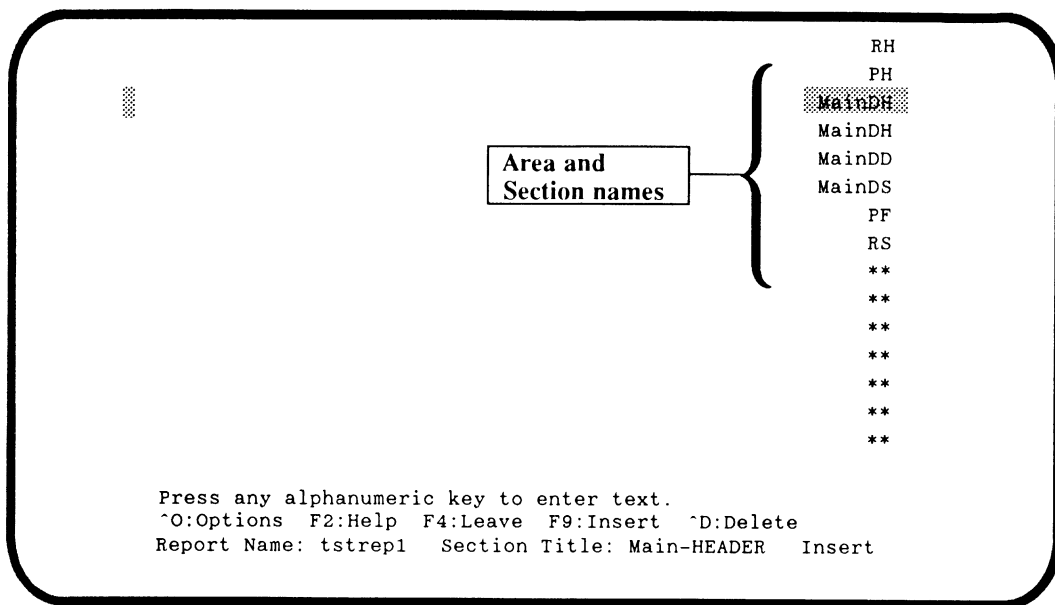 RH
PH
MainDH
MainDH
Area and
Section names
MainDD
MainDS
PF
RS
**
**
**
**
**
**
**
Press any alphanumeric key to enter text.
^O:Options F2:Help F4:Leave F9:Insert ^D:Delete
Report Name: tstrep1 Section Title: Main-HEADER Insert